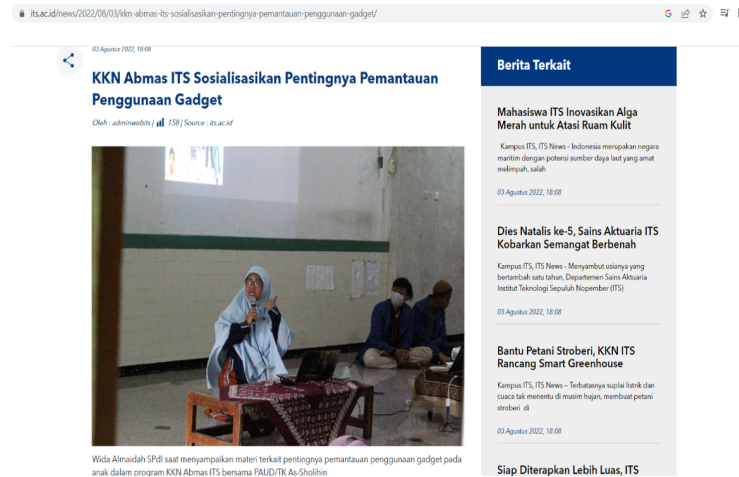 its.ac.id/news/2022/08/03/kkn-abmas-its-sosialisasikan-pentingnya-pemantauan-penggunaan-gadget/
03 Agustus 2022, 18:08
KKN Abmas ITS Sosialisasikan Pentingnya Pemantauan
Penggunaan Gadget
Oleh : adminwebits | 158 | Source : its.ac.id
Wida Almaidah SPdI saat menyampaikan materi terkait pentingnya pemantauan penggunaan gadget pada
anak dalam program KKN Abmas ITS bersama PAUD/TK As-Sholihin
Berita Terkait
Mahasiswa ITS Inovasikan Alga
Merah untuk Atasi Ruam Kulit
Kampus ITS, ITS News - Indonesia merupakan negara
maritim dengan potensi sumber daya laut yang amat
melimpah, salah
03 Agustus 2022, 18:08
Dies Natalis ke-5, Sains Aktuaria ITS
Kobarkan Semangat Berbenah
Kampus ITS, ITS News - Menyambut usianya yang
bertambah satu tahun, Departemen Sains Aktuaria
Institut Teknologi Sepuluh Nopember (ITS)
03 Agustus 2022, 18:08
Bantu Petani Stroberi, KKN ITS
Rancang Smart Greenhouse
Kampus ITS, ITS News – Terbatasnya suplai listrik dan
cuaca tak menentu di musim hujan, membuat petani
stroberi di
03 Agustus 2022, 18:08
Siap Diterapkan Lebih Luas, ITS